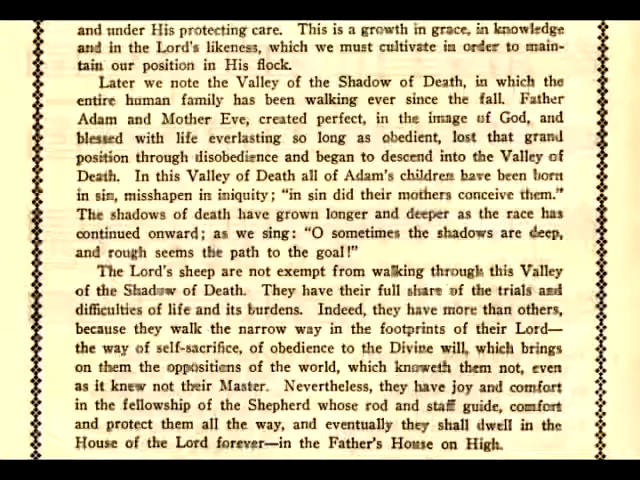 and under His protecting care. This is a growth in grace, in knowledge
and in the Lord's likeness, which we must cultivate in order to main-
tain our position in His flock.
Later we note the Valley of the Shadow of Death, in which the
entire human family has been walking ever since the fall. Father
Adam and Mother Eve, created perfect, in the image of God, and
blessed with life everlasting so long as obedient, lost that grand
position through disobedience and began to descend into the Valley of
Death. In this Valley of Death all of Adam's children have been born
in sin, misshapen in iniquity; "in sin did their mothers conceive them."
The shadows of death have grown longer and deeper as the race has
continued onward; as we sing: "O sometimes the shadows are deep,
and rough seems the path to the goal!"
The Lord's sheep are not exempt from walking through this Valley
of the Shadow of Death. They have their full share of the trials and
difficulties of life and its burdens. Indeed, they have more than others,
because they walk the narrow way in the footprints of their Lord—
the way of self-sacrifice, of obedience to the Divine will, which brings
on them the oppositions of the world, which knoweth them not, even
as it knew not their Master. Nevertheless, they have joy and comfort
in the fellowship of the Shepherd whose rod and staff guide, comfort
and protect them all the way, and eventually they shall dwell in the
House of the Lord forever—in the Father's House on High.